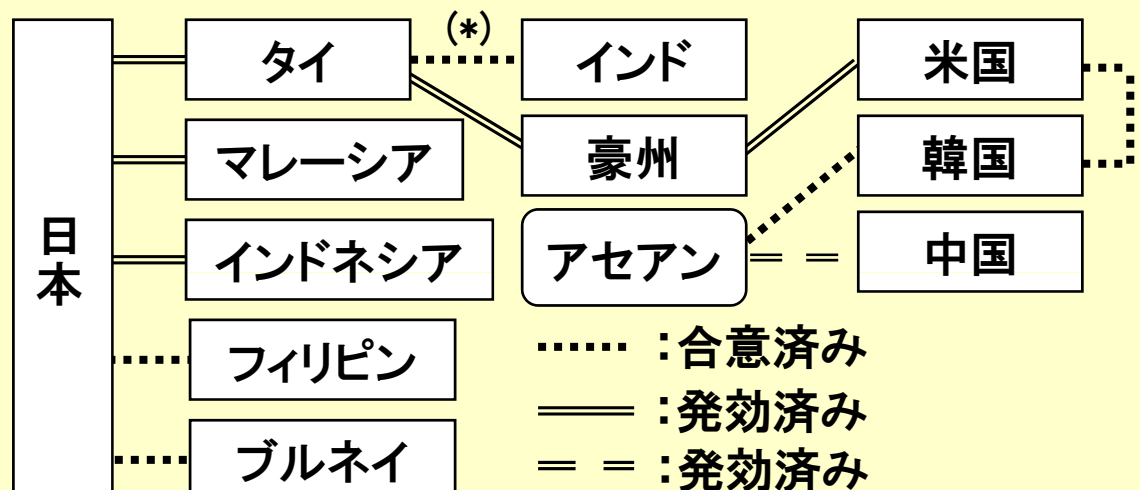 日本
タイ
(*)
インド
米国
マレーシア
豪州
韓国
インドネシア
アセアン
中国
フィリピン
ブルネイ
:合意済み
:発効済み
:発効済み